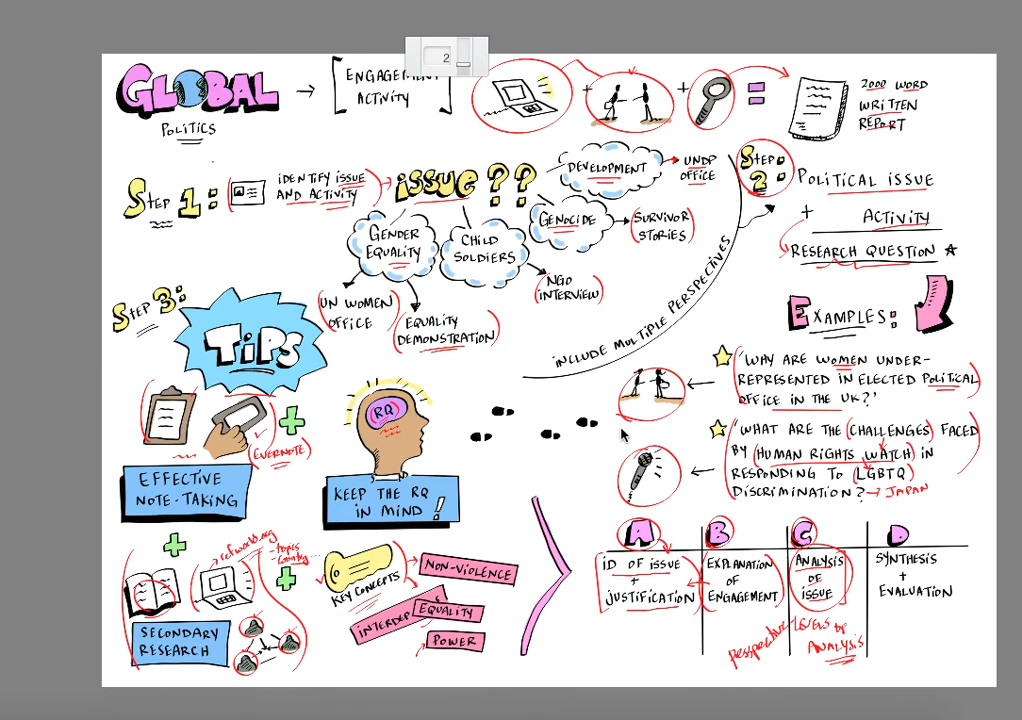 GLOBAL
POLITICS
ENGAGEMENT
ACTIVITY
2
+
+
=
2000 WORD
WRITTEN
REPORT
STEP 1:
IDENTIFY ISSUE
AND ACTIVITY
ISSUE??
DEVELOPMENT
UNDP
OFFICE
GENOCIDE
SURVIVOR
STORIES
GENDER
EQUALITY
CHILD
SOLDIERS
NGO
INTERVIEW
UN WOMEN
OFFICE
EQUALITY
DEMONSTRATION
INCLUDE MULTIPLE PERSPECTIVES
STEP 2:
POLITICAL ISSUE
+
ACTIVITY
RESEARCH QUESTION
EXAMPLES:
'WHY ARE WOMEN UNDER-
REPRESENTED IN ELECTED POLITICAL
OFFICE IN THE UK?'
'WHAT ARE THE CHALLENGES FACED
BY HUMAN RIGHTS WATCH IN
RESPONDING TO LGBTQ
DISCRIMINATION? → JAPAN
STEP 3:
TIPS
EVERNOTE
EFFECTIVE
NOTE-TAKING
RQ
KEEP THE RQ
IN MIND!
refworld.org
-topics
-Country...
SECONDARY
RESEARCH
KEY CONCEPTS
NON-VIOLENCE
INTERDEP
EQUALITY
POWER
A
B
C
D
ID OF ISSUE
+
JUSTIFICATION
EXPLANATION
OF
ENGAGEMENT
ANALYSIS
OF
ISSUE
SYNTHESIS
+
EVALUATION
LEVELS OF
ANALYSIS